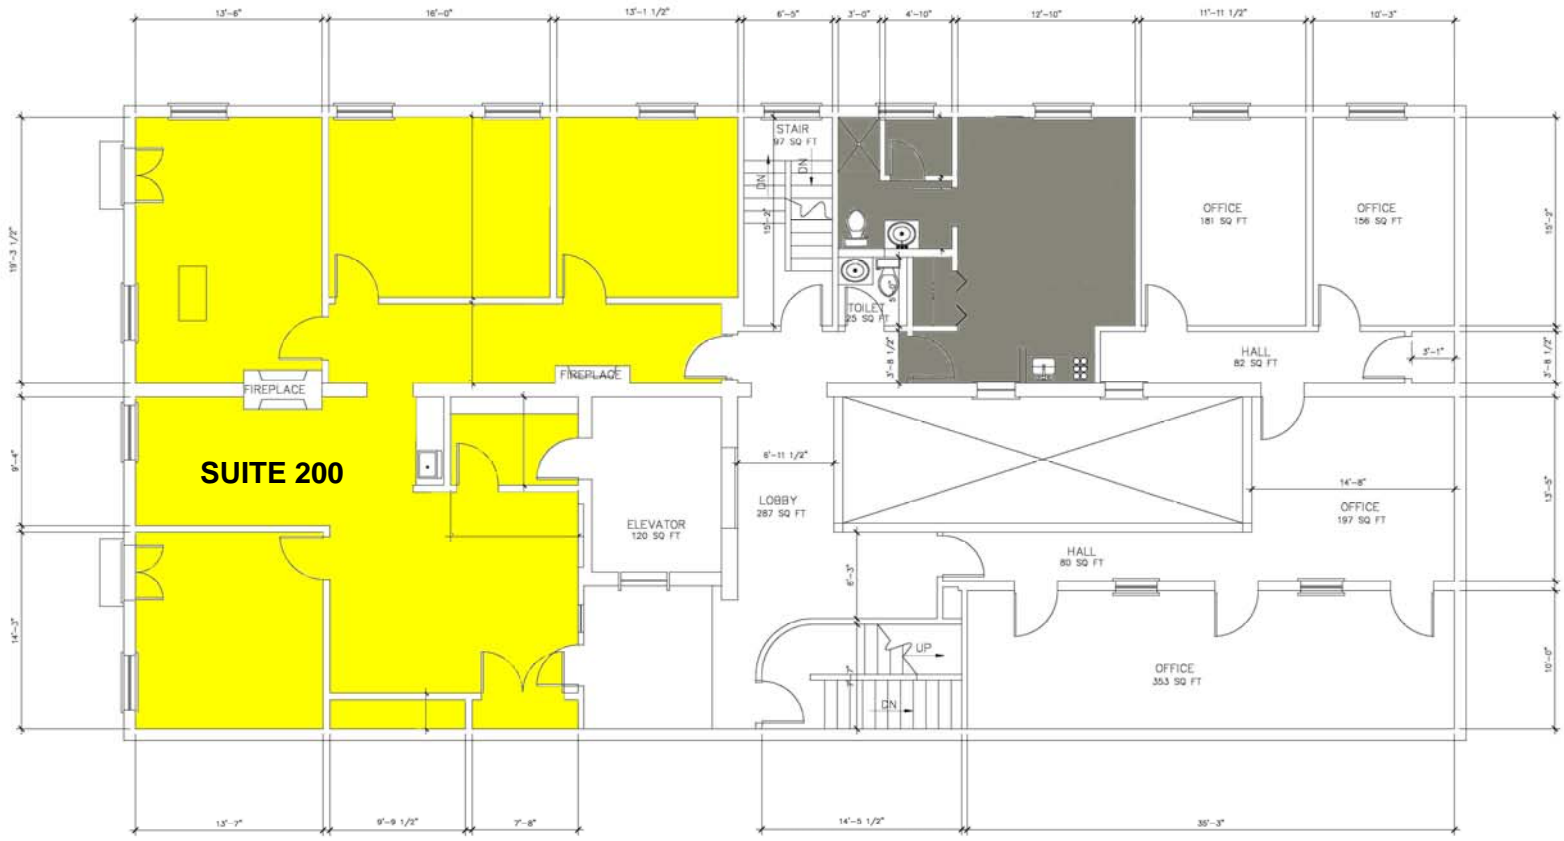 13'-6"
16'-0"
13'-1 1/2"
6'-5"
3'-0"
4'-10"
12'-10"
11'-11 1/2"
10'-3"
STAIR
97 SQ FT
DN
DN
15'-2"
19'-3 1/2"
OFFICE
181 SQ FT
OFFICE
156 SQ FT
15'-2"
TOILET
25 SQ FT
5'-0"
3'-8 1/2"
HALL
82 SQ FT
3'-1"
3'-8 1/2"
FIREPLACE
FIREPLACE
9'-4"
SUITE 200
6'-11 1/2"
LOBBY
287 SQ FT
ELEVATOR
120 SQ FT
14'-8"
OFFICE
197 SQ FT
13'-5"
HALL
80 SQ FT
6'-3"
14'-3"
UP
DN
OFFICE
353 SQ FT
10'-0"
13'-7"
9'-9 1/2"
7'-8"
14'-5 1/2"
35'-3"